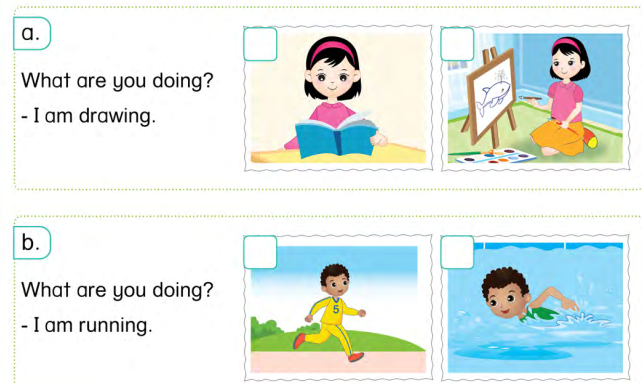 a.
What are you doing?
- I am drawing.
b.
What are you doing?
- I am running.
5